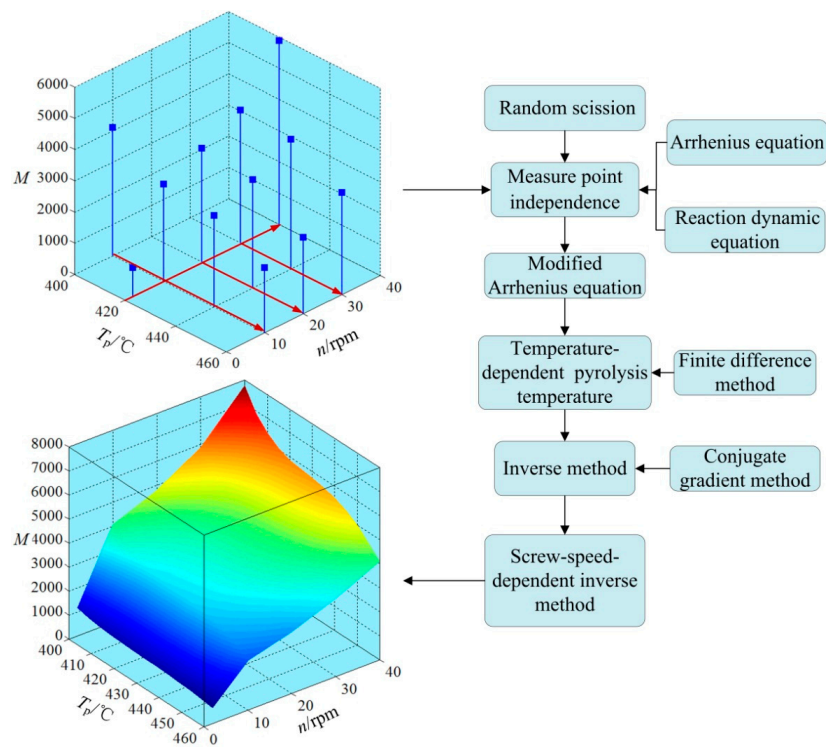 6000
5000
4000
M 3000
2000
1000
0
400
420
440
460
Tₚ/℃
0
10
20
30
40
n/rpm
Random scission
Measure point
independence
Arrhenius equation
Reaction dynamic
equation
Modified
Arrhenius equation
Temperature-
dependent pyrolysis
temperature
Finite difference
method
Inverse method
Conjugate
gradient method
Screw-speed-
dependent inverse
method
8000
7000
6000
5000
M 4000
3000
2000
1000
0
400
410
420
430
440
450
460
Tₚ/℃
0
10
20
30
40
n/rpm